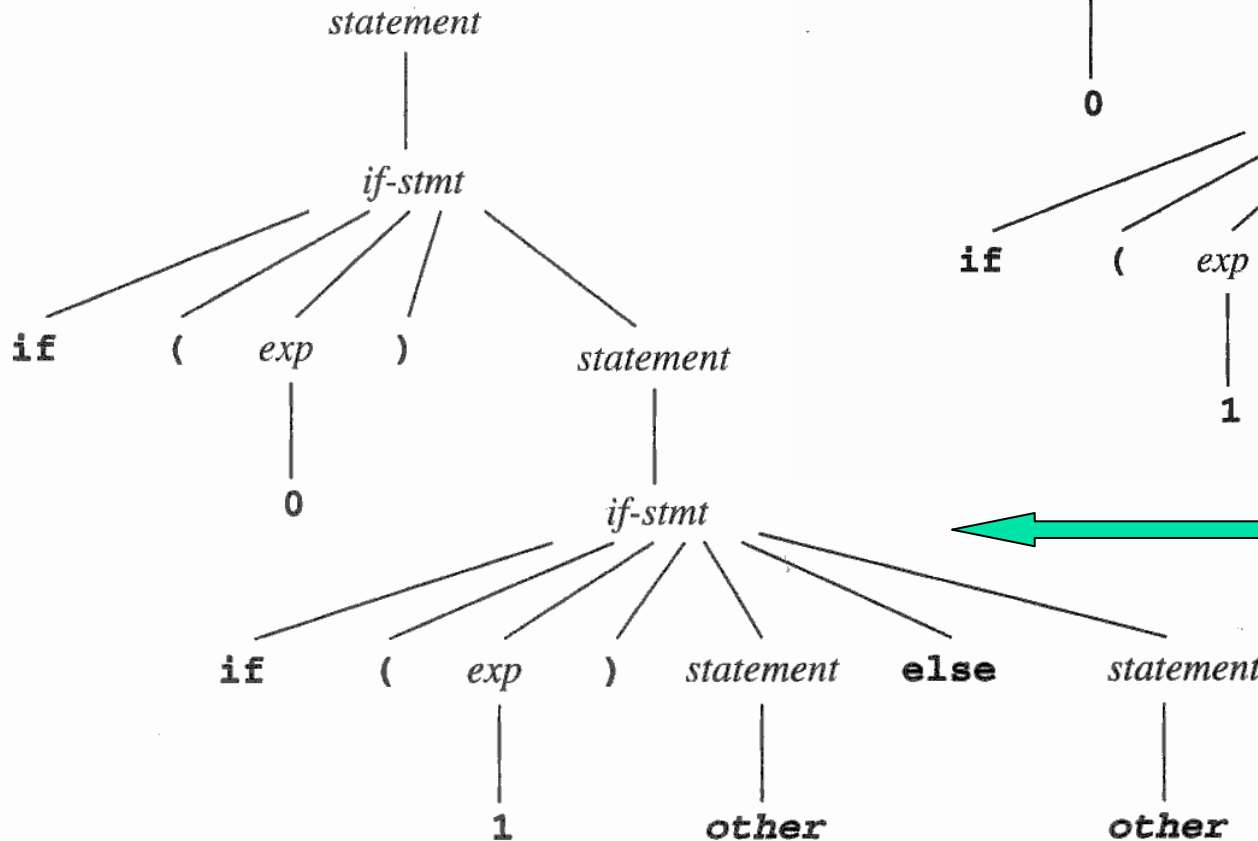 statement
0
if-stmt
if ( exp
if ( exp ) statement
1
0
if-stmt
if ( exp ) statement else statement
1 other other